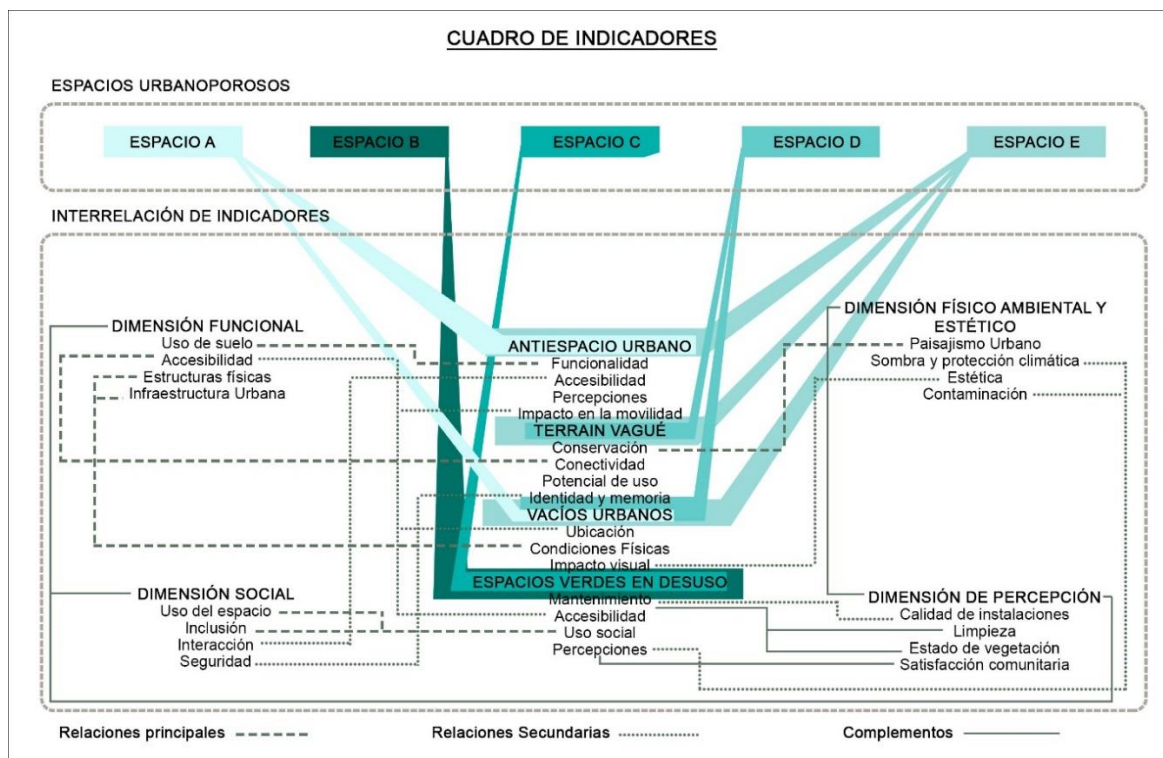 CUADRO DE INDICADORES
ESPACIOS URBANOPOROSOS
ESPACIO A
ESPACIO B
ESPACIO C
ESPACIO D
ESPACIO E
INTERRELACIÓN DE INDICADORES
DIMENSIÓN FUNCIONAL
Uso de suelo
Accesibilidad
Estructuras físicas
Infraestructura Urbana
DIMENSIÓN SOCIAL
Uso del espacio
Inclusión
Interacción
Seguridad
ANTIESPACIO URBANO
Funcionalidad
Accesibilidad
Percepciones
Impacto en la movilidad
TERRAIN VAGUÉ
Conservación
Conectividad
Potencial de uso
Identidad y memoria
VACÍOS URBANOS
Ubicación
Condiciones Físicas
Impacto visual
ESPACIOS VERDES EN DESUSO
Mantenimiento
Accesibilidad
Uso social
Percepciones
DIMENSIÓN FÍSICO AMBIENTAL Y
ESTÉTICO
Paisajismo Urbano
Sombra y protección climática
Estética
Contaminación
DIMENSIÓN DE PERCEPCIÓN
Calidad de instalaciones
Limpieza
Estado de vegetación
Satisfacción comunitaria
Relaciones principales
Relaciones Secundarias
Complementos